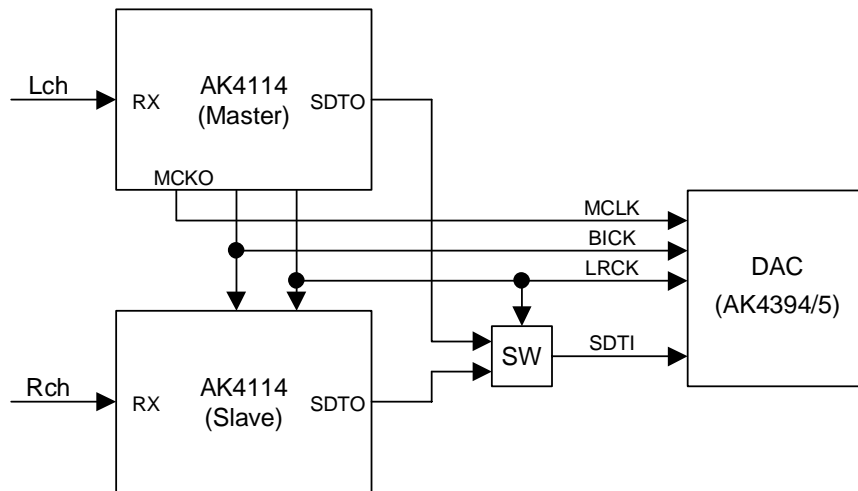 Lch
RX
AK4114
(Master)
SDTO
MCKO
MCLK
BICK
LRCK
DAC
(AK4394/5)
SW
SDTI
Rch
RX
AK4114
(Slave)
SDTO